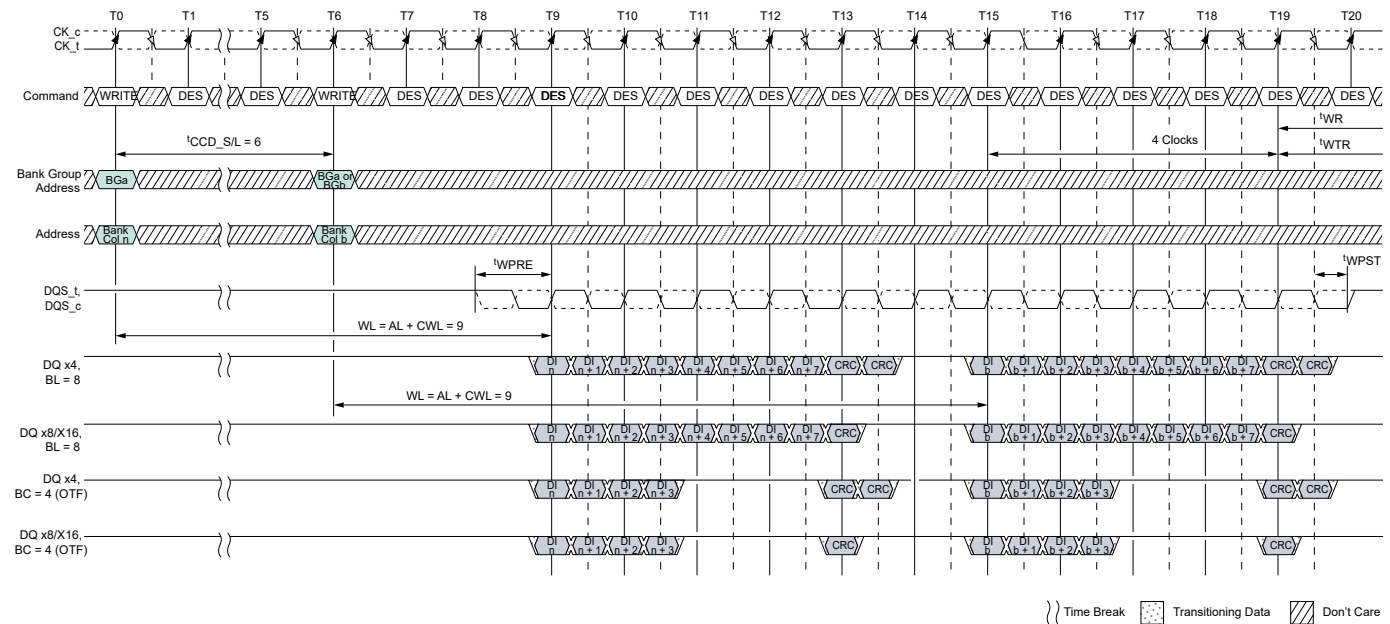 T0 T1 T5 T6 T7 T8 T9 T10 T11 T12 T13 T14 T15 T16 T17 T18 T19 T20
CK_c
CK_t
Command WRITE DES DES WRITE DES DES DES DES DES DES DES DES DES DES DES DES DES DES
tWR
tCCD_S/L = 6 4 Clocks
tWTR
Bank Group
Address
BGa
BGa or
BGb
Address
Bank
Col n
Bank
Col b
tWPRE tWPST
DQS_t,
DQS_c
WL = AL + CWL = 9
DQ x4,
BL = 8
DI DI DI DI DI DI DI DI CRC CRC DI DI DI DI DI DI DI DI CRC CRC
n n + 1 n + 2 n + 3 n + 4 n + 5 n + 6 n + 7 b b + 1 b + 2 b + 3 b + 4 b + 5 b + 6 b + 7
WL = AL + CWL = 9
DQ x8/X16,
BL = 8
DI DI DI DI DI DI DI DI CRC DI DI DI DI DI DI DI DI CRC
n n + 1 n + 2 n + 3 n + 4 n + 5 n + 6 n + 7 b b + 1 b + 2 b + 3 b + 4 b + 5 b + 6 b + 7
DQ x4,
BC = 4 (OTF)
DI DI DI DI CRC CRC DI DI DI DI CRC CRC
n n + 1 n + 2 n + 3 b b + 1 b + 2 b + 3
DQ x8/X16,
BC = 4 (OTF)
DI DI DI DI CRC DI DI DI DI CRC
n n + 1 n + 2 n + 3 b b + 1 b + 2 b + 3
Time Break Transitioning Data Don't Care